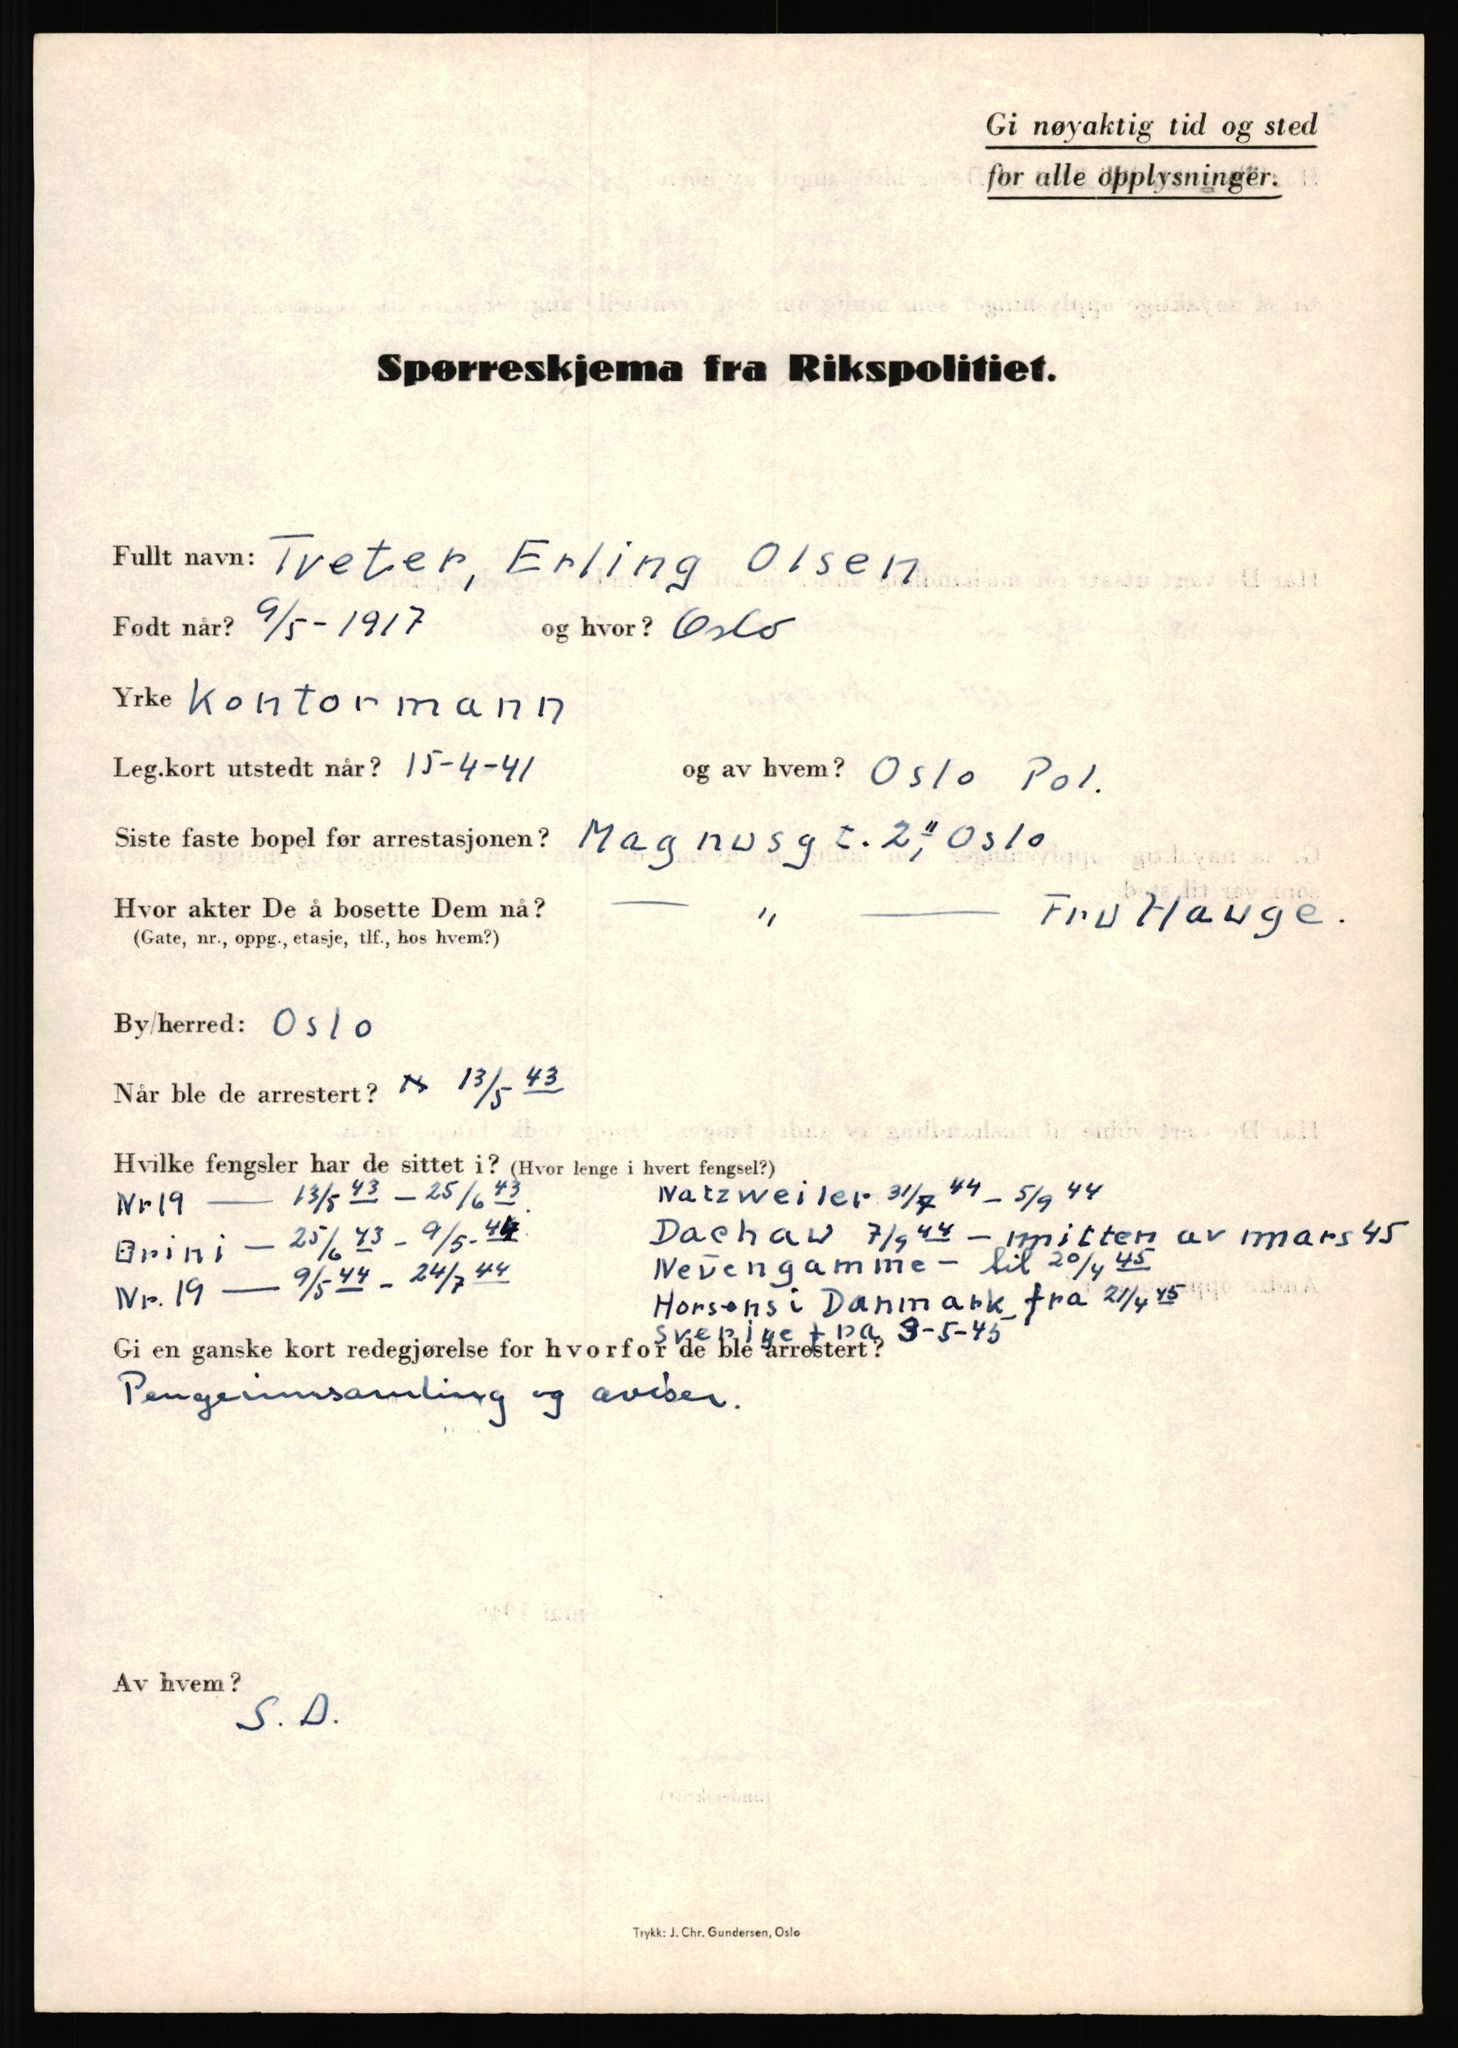 Gi nøyaktig tid og sted
for alle opplysninger.
Spørreskjema fra Rikspolitiet.
Fullt navn: Tveter, Erling Olsen
Født når? 9/5-1917 og hvor? Oslo
Yrke Kontormann
Leg.kort utstedt når? 15-4-41 og av hvem? Oslo Pol.
Siste faste bopel før arrestasjonen? Magnusgt. 2," Oslo
Hvor akter De å bosette Dem nå? — " — Fru Hauge.
(Gate, nr., oppg., etasje, tlf., hos hvem?)
By/herred: Oslo
Når ble de arrestert? 13/5 43
Hvilke fengsler har de sittet i? (Hvor lenge i hvert fengsel?)
Nr 19 — 13/5 43 - 25/6 43.
Grini - 25/6 43 - 9/5-44
Nr. 19 — 9/5 44 - 24/7 44
Natzweiler 31/7 44 - 5/9 44
Dachau 7/9 44 - mitten av mars 45
Neuengamme - til 20/4 45
Horsens i Danmark fra 21/4 45
Sverige fra 3-5-45
Gi en ganske kort redegjørelse for hvorfor de ble arrestert?
Pengeinnsamling og aviser.
Av hvem?
S. D.
Trykk: J. Chr. Gundersen, Oslo